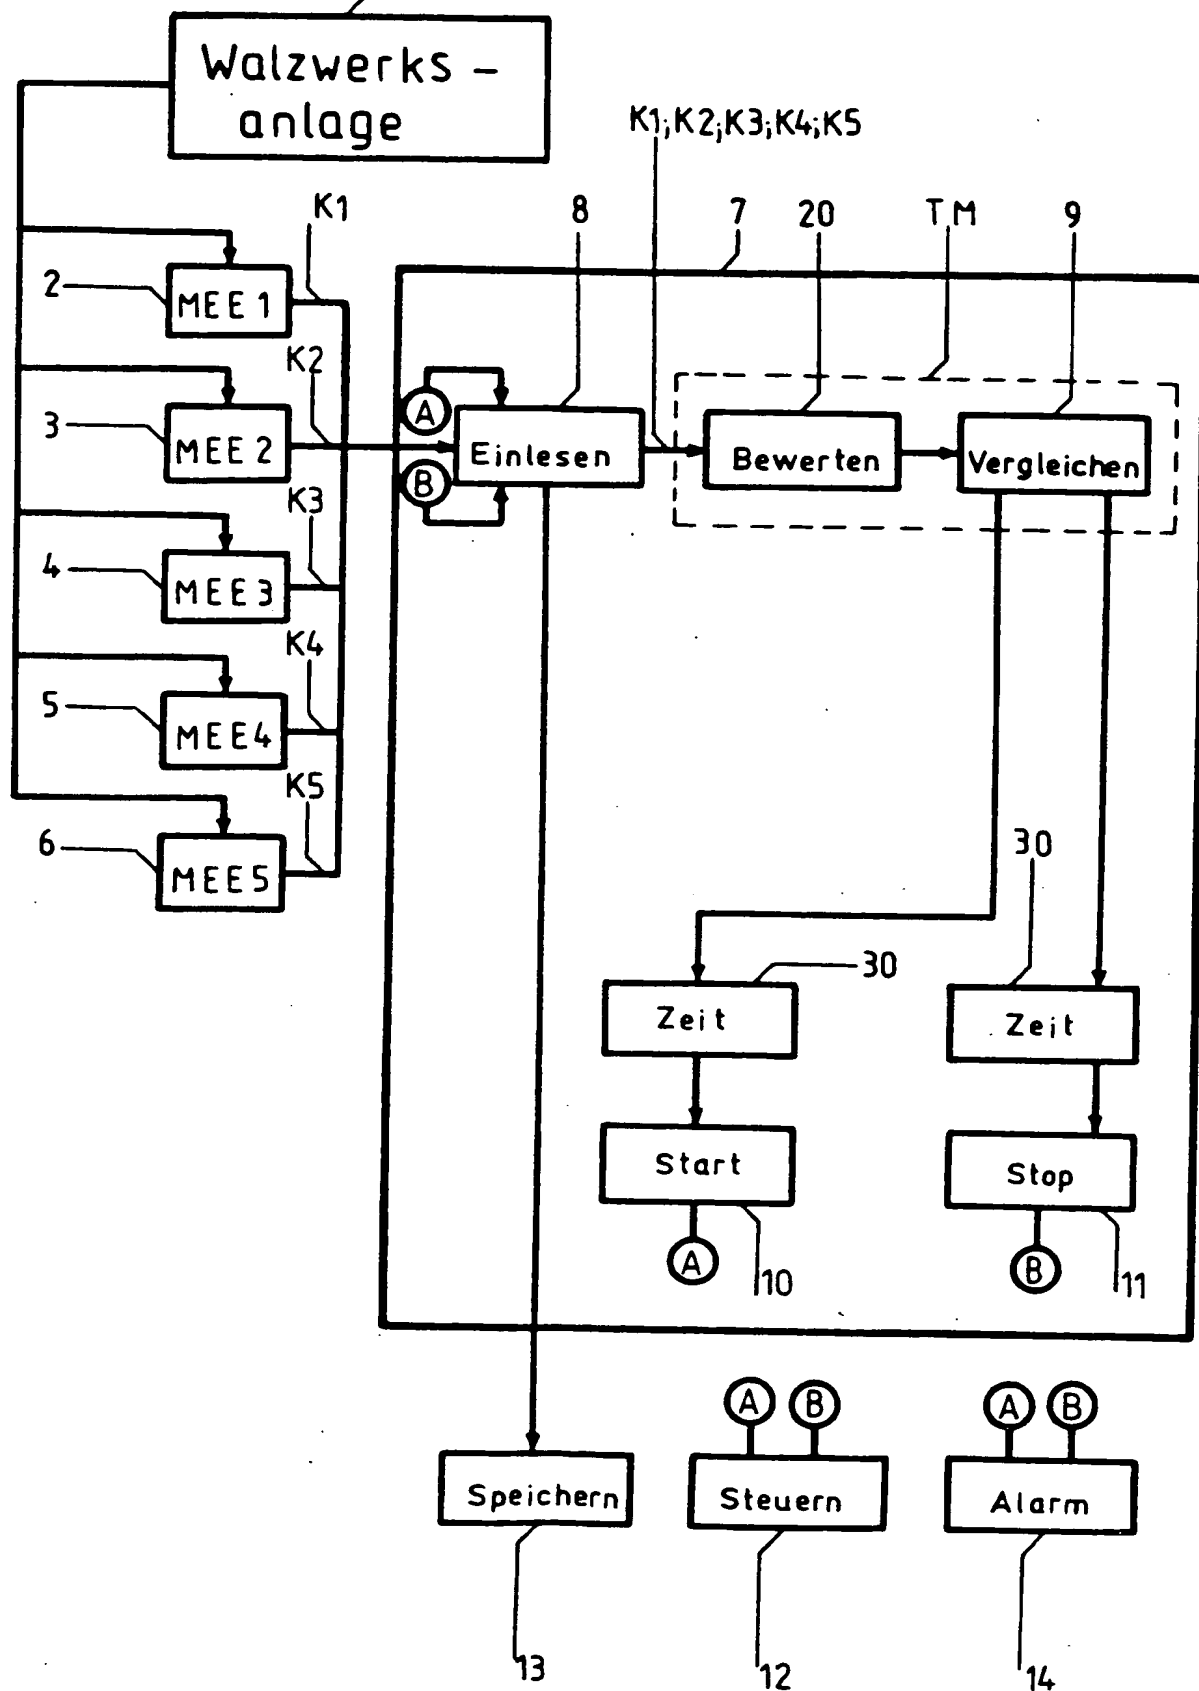 Walzwerks -
anlage
K1;K2;K3;K4;K5
K1
8
7
20
TM
9
2
MEE 1
K2
A
3
MEE 2
Einlesen
Bewerten
Vergleichen
B
K3
4
MEE3
K4
5
MEE4
K5
6
MEE5
30
30
Zeit
Zeit
Start
Stop
A
10
B
11
A
B
A
B
Speichern
Steuern
Alarm
13
12
14